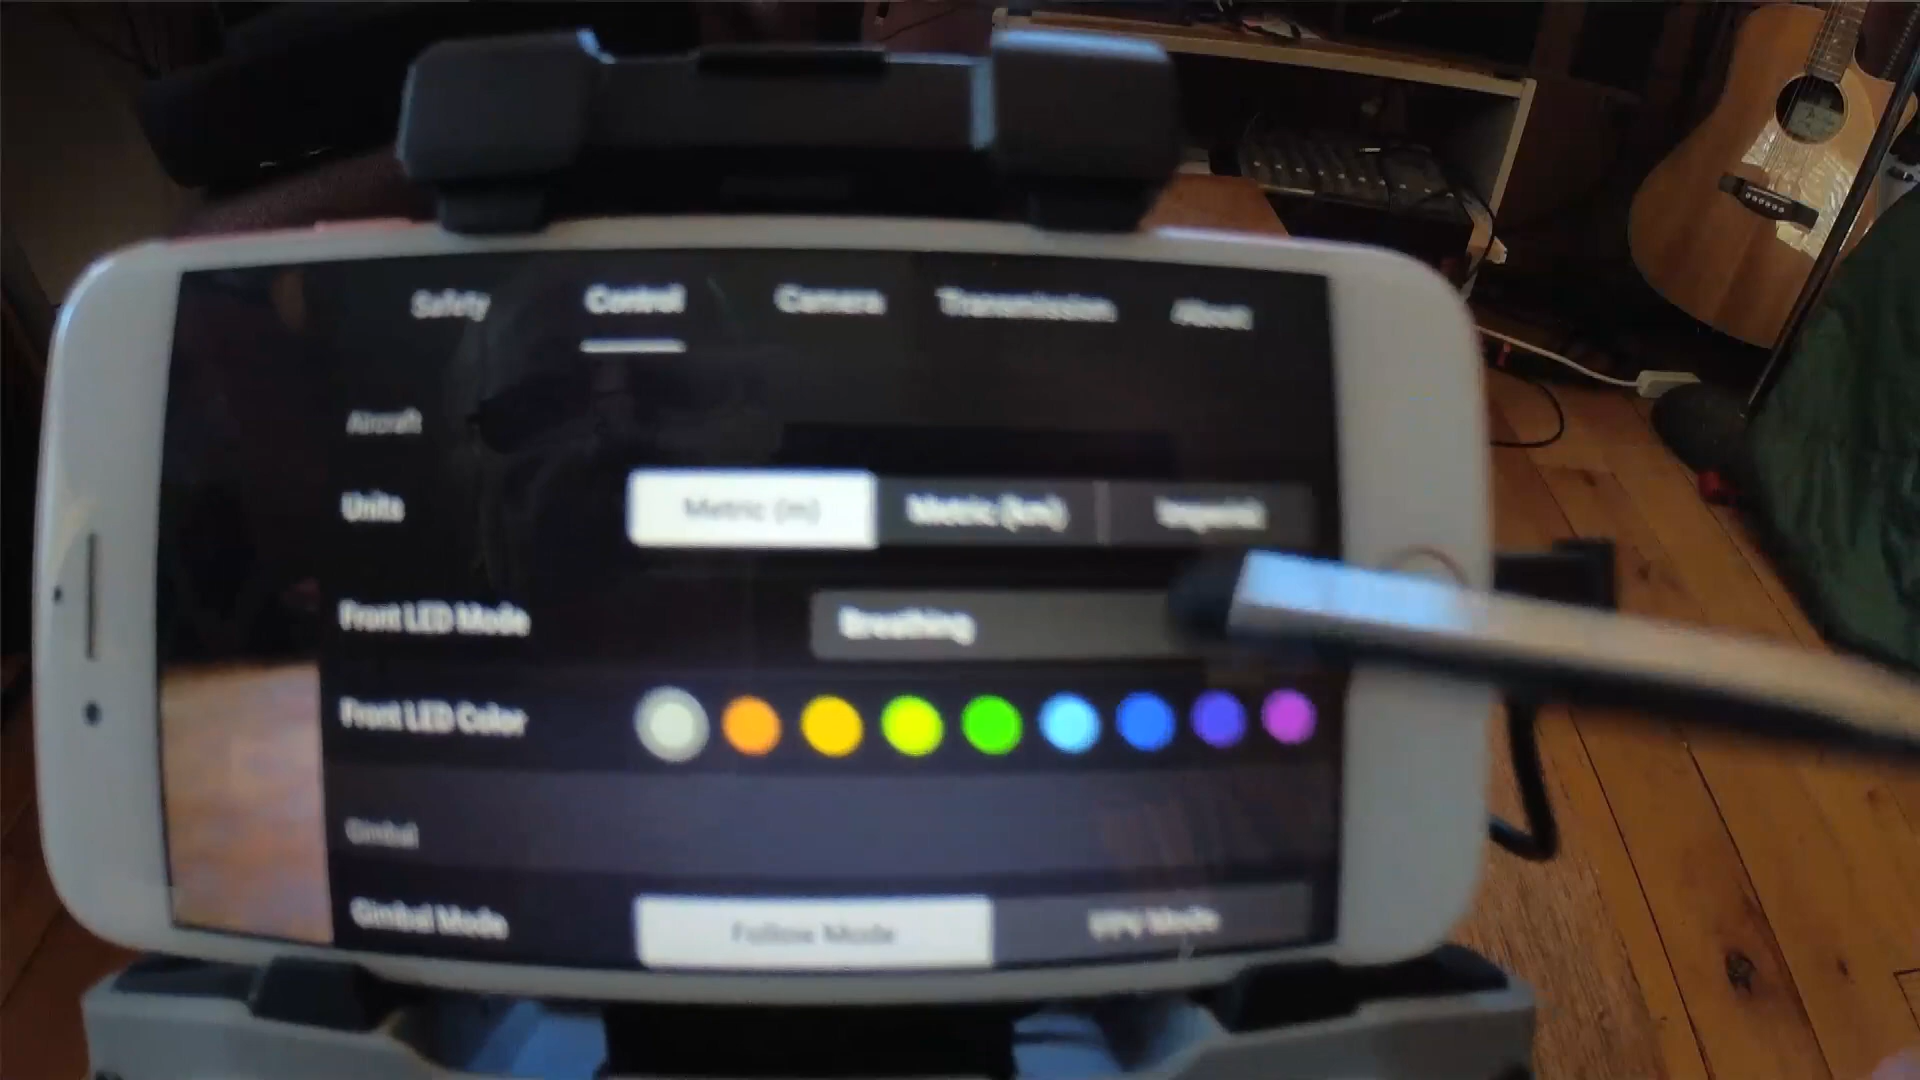 Safety Control Camera Transmission About
Aircraft
Units Metric (m) Metric (km) Imperial
Front LED Mode Breathing
Front LED Color
Gimbal
Gimbal Mode Follow Mode FPV Mode